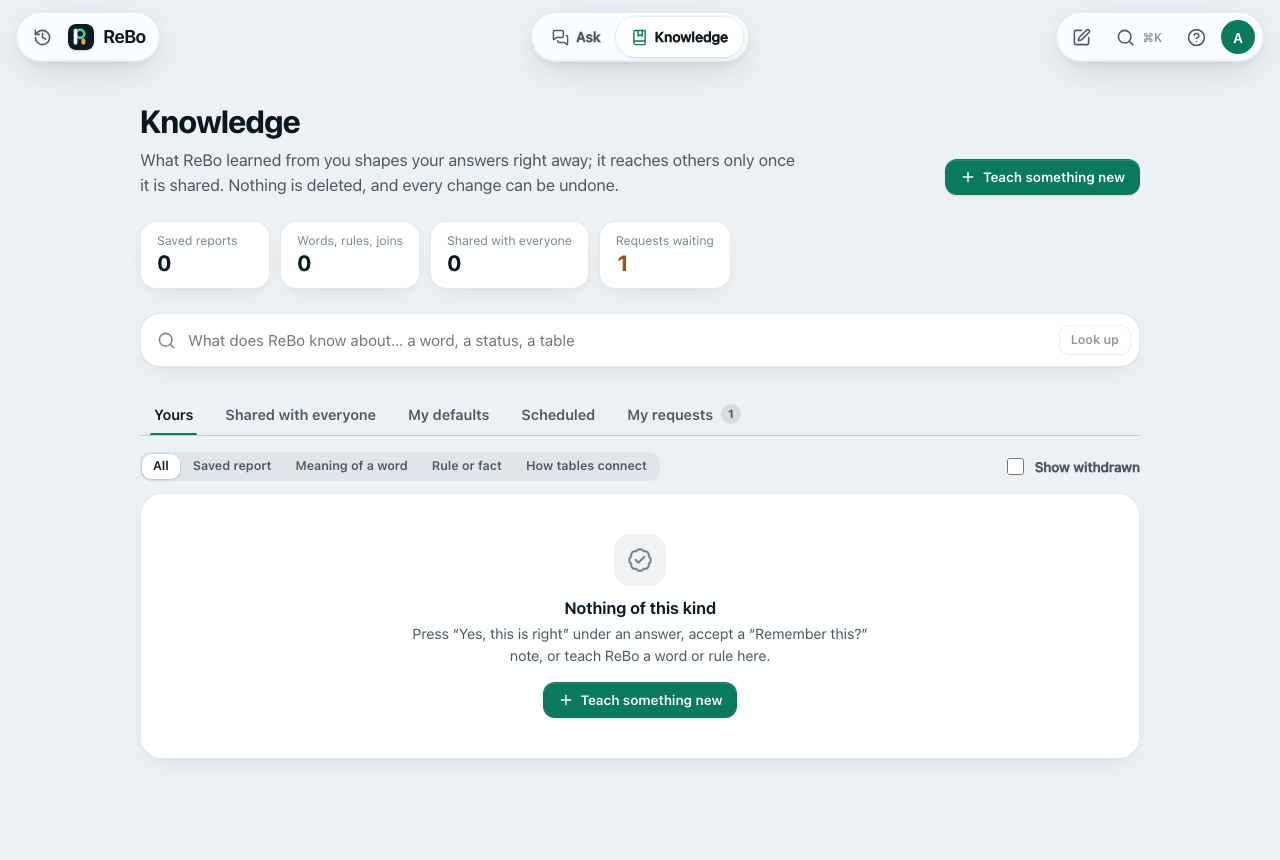 ReBo
Ask
Knowledge
⌘K
A
Knowledge
What ReBo learned from you shapes your answers right away; it reaches others only once
it is shared. Nothing is deleted, and every change can be undone.
+ Teach something new
Saved reports
0
Words, rules, joins
0
Shared with everyone
0
Requests waiting
1
What does ReBo know about... a word, a status, a table
Look up
Yours
Shared with everyone
My defaults
Scheduled
My requests 1
All
Saved report
Meaning of a word
Rule or fact
How tables connect
Show withdrawn
Nothing of this kind
Press “Yes, this is right” under an answer, accept a “Remember this?”
note, or teach ReBo a word or rule here.
+ Teach something new